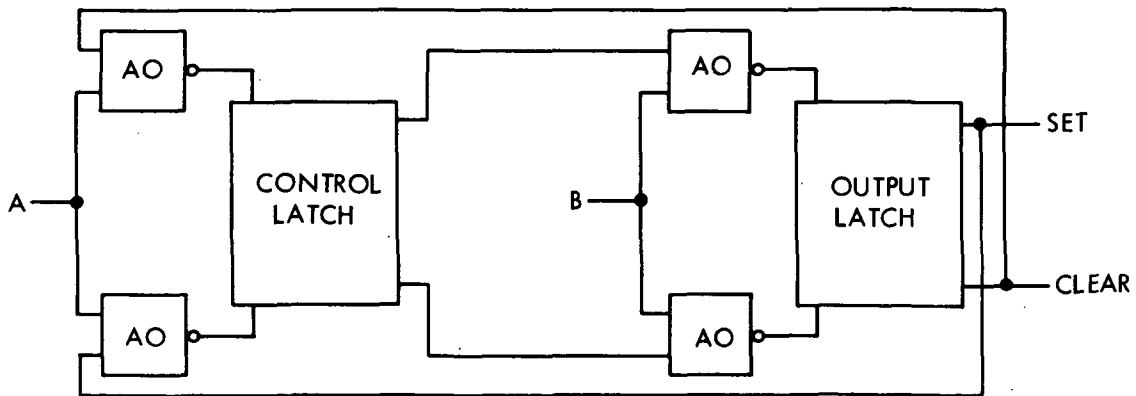 AO
AO
SET
CONTROL
LATCH
OUTPUT
LATCH
A
B
CLEAR
AO
AO